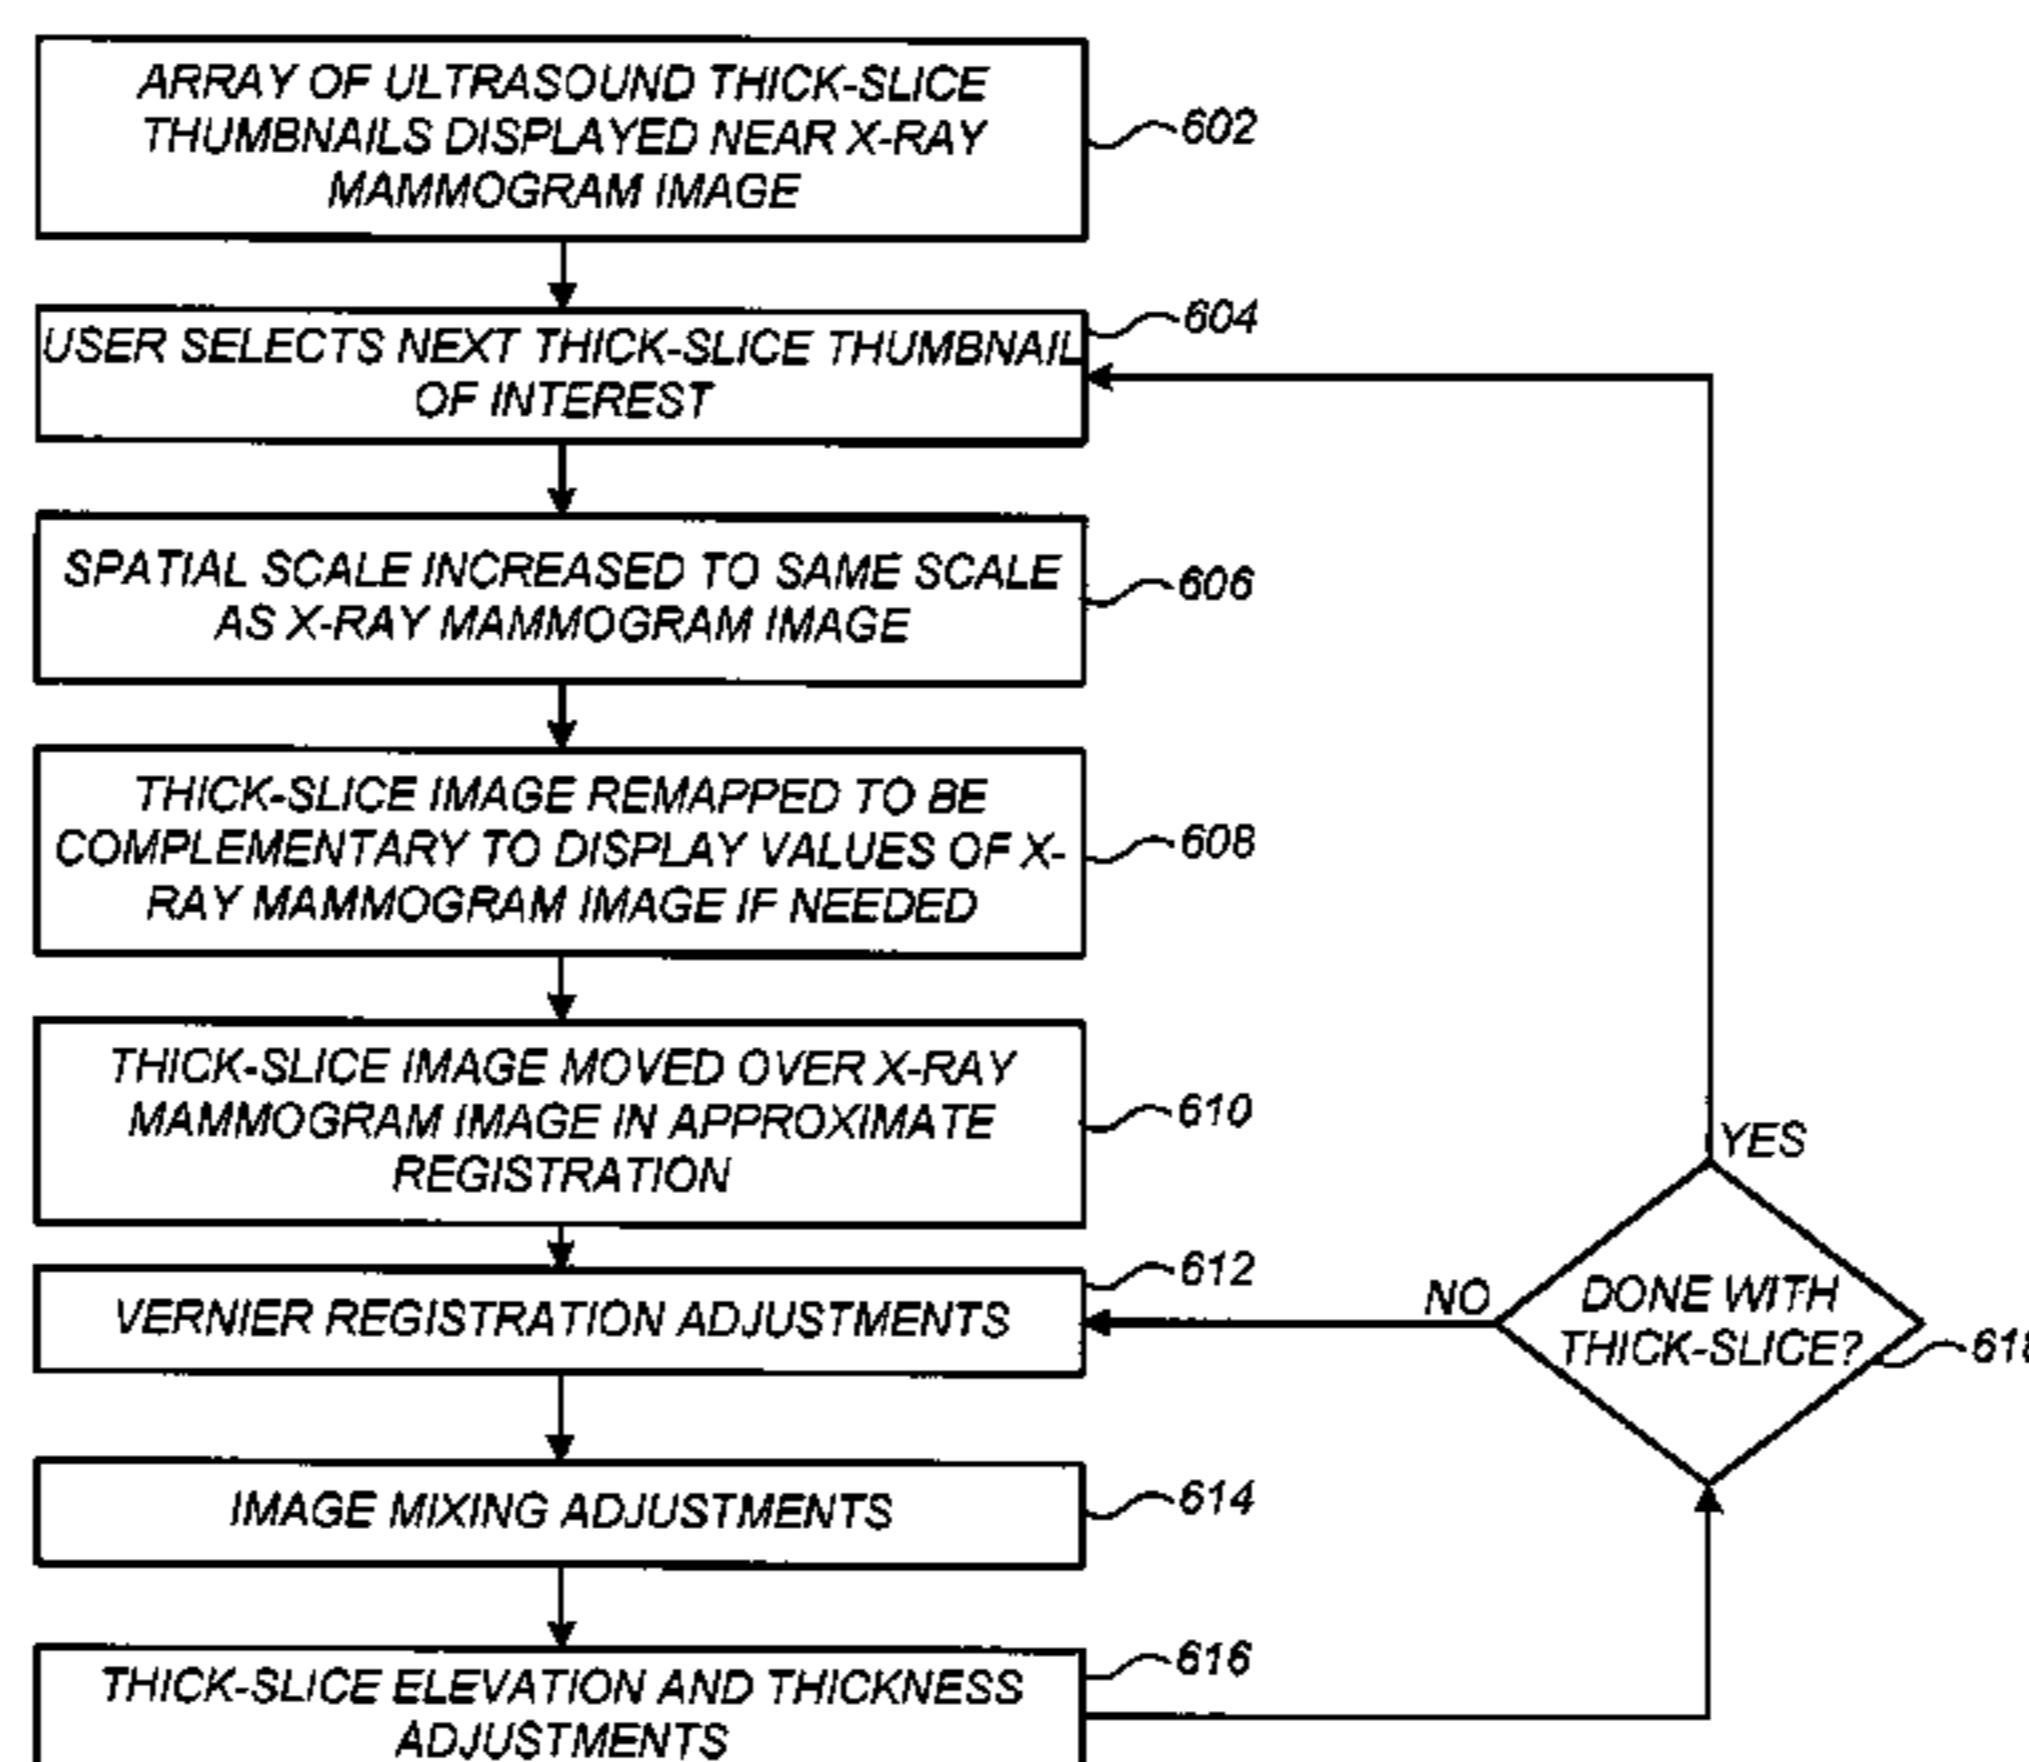 ARRAY OF ULTRASOUND THICK-SLICE
THUMBNAILS DISPLAYED NEAR X-RAY
MAMMOGRAM IMAGE
602
USER SELECTS NEXT THICK-SLICE THUMBNAIL
OF INTEREST
604
SPATIAL SCALE INCREASED TO SAME SCALE
AS X-RAY MAMMOGRAM IMAGE
606
THICK-SLICE IMAGE REMAPPED TO BE
COMPLEMENTARY TO DISPLAY VALUES OF X-
RAY MAMMOGRAM IMAGE IF NEEDED
608
THICK-SLICE IMAGE MOVED OVER X-RAY
MAMMOGRAM IMAGE IN APPROXIMATE
REGISTRATION
610
YES
VERNIER REGISTRATION ADJUSTMENTS
612
NO
DONE WITH
THICK-SLICE?
618
IMAGE MIXING ADJUSTMENTS
614
THICK-SLICE ELEVATION AND THICKNESS
ADJUSTMENTS
616